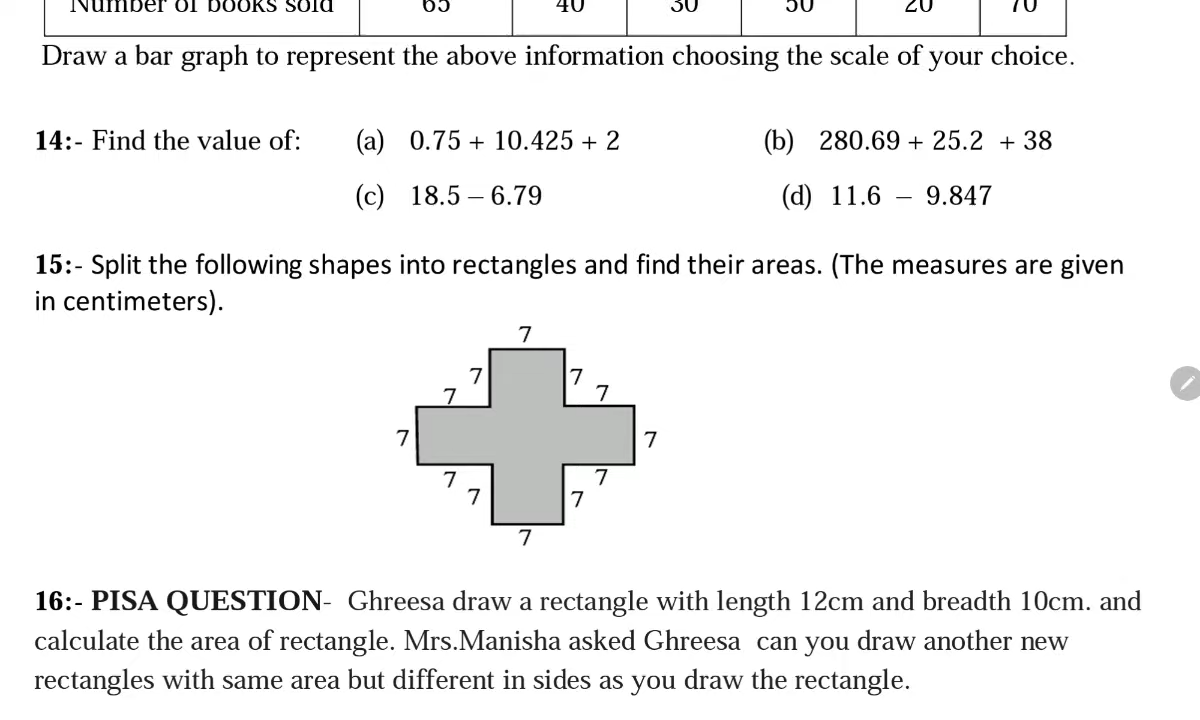 Number of books sold 65 40 30 50 20 70
Draw a bar graph to represent the above information choosing the scale of your choice.
14:- Find the value of: (a) 0.75 + 10.425 + 2 (b) 280.69 + 25.2 + 38
(c) 18.5 – 6.79 (d) 11.6 – 9.847
15:- Split the following shapes into rectangles and find their areas. (The measures are given
in centimeters).
7
7 7
7 7
7 7
7 7
7 7
7
16:- PISA QUESTION- Ghreesa draw a rectangle with length 12cm and breadth 10cm. and
calculate the area of rectangle. Mrs.Manisha asked Ghreesa can you draw another new
rectangles with same area but different in sides as you draw the rectangle.